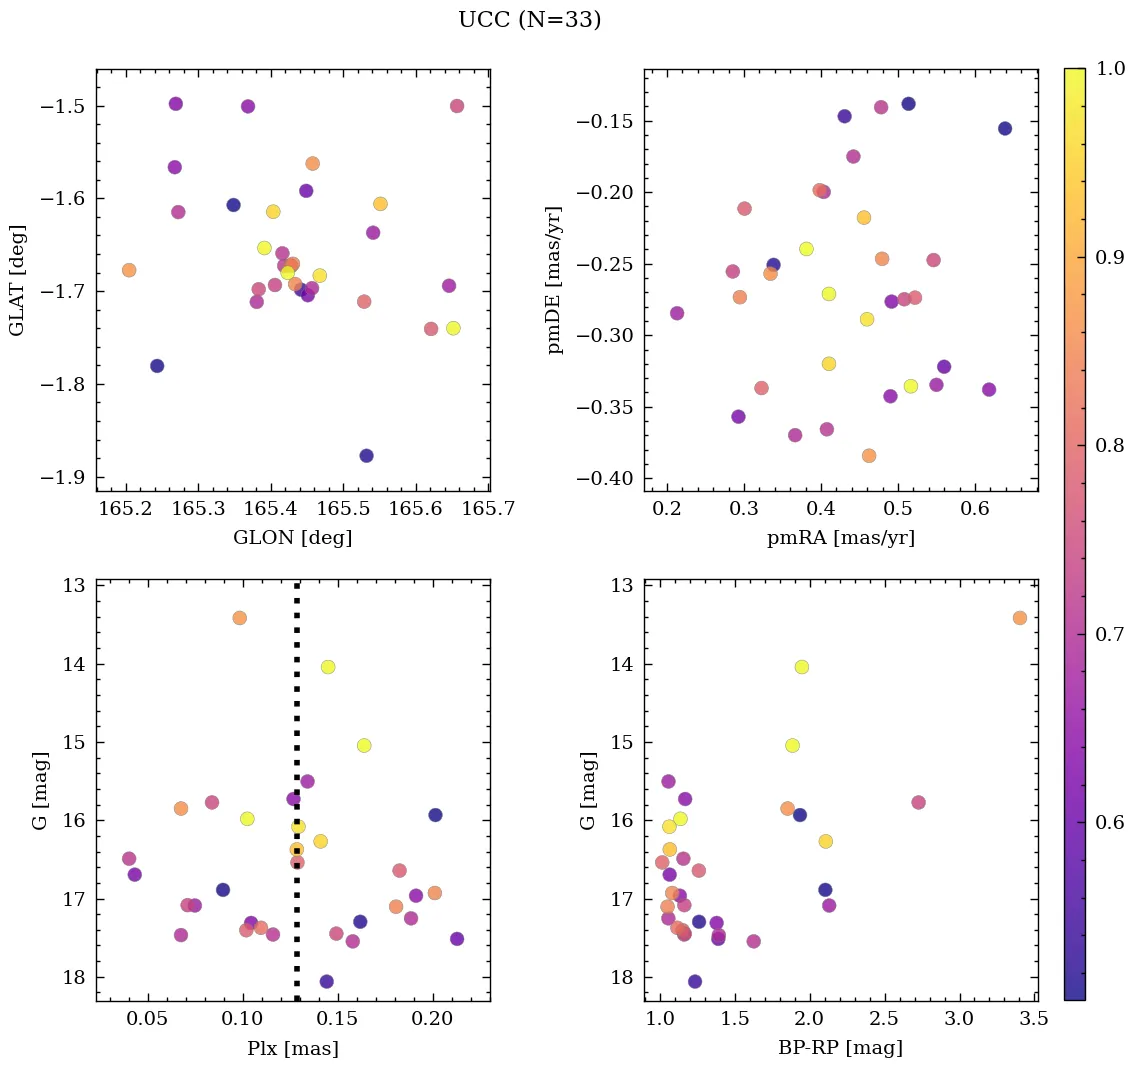 UCC (N=33)
−1.5
−1.6
−1.7
−1.8
−1.9
GLAT [deg]
165.2 165.3 165.4 165.5 165.6 165.7
GLON [deg]
−0.15
−0.20
−0.25
−0.30
−0.35
−0.40
pmDE [mas/yr]
0.2 0.3 0.4 0.5 0.6
pmRA [mas/yr]
13
14
15
16
17
18
G [mag]
0.05 0.10 0.15 0.20
Plx [mas]
13
14
15
16
17
18
G [mag]
1.0 1.5 2.0 2.5 3.0 3.5
BP-RP [mag]
1.0
0.9
0.8
0.7
0.6